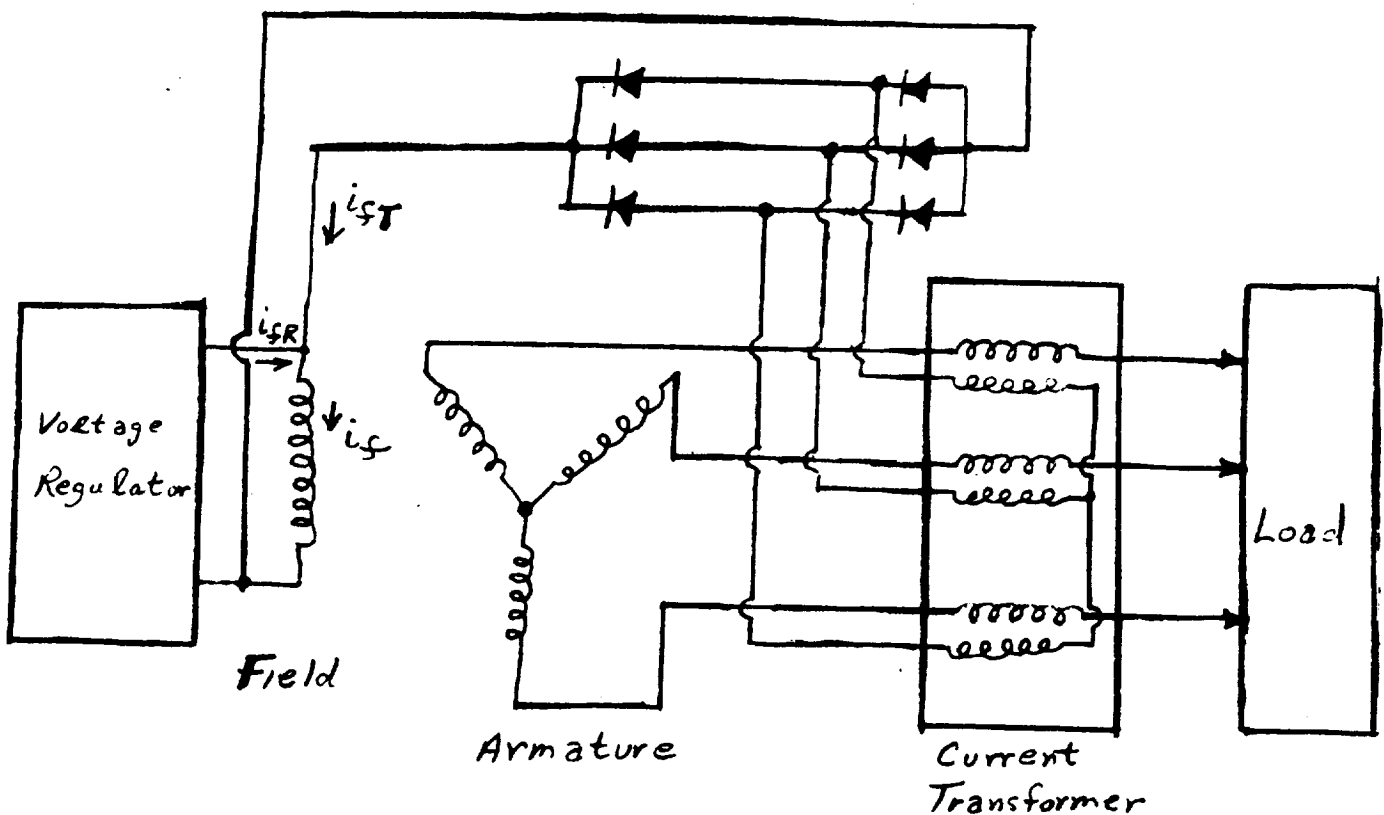 i_fT
i_fR
i_f
Voltage
Regulator
Load
Field
Armature
Current
Transformer